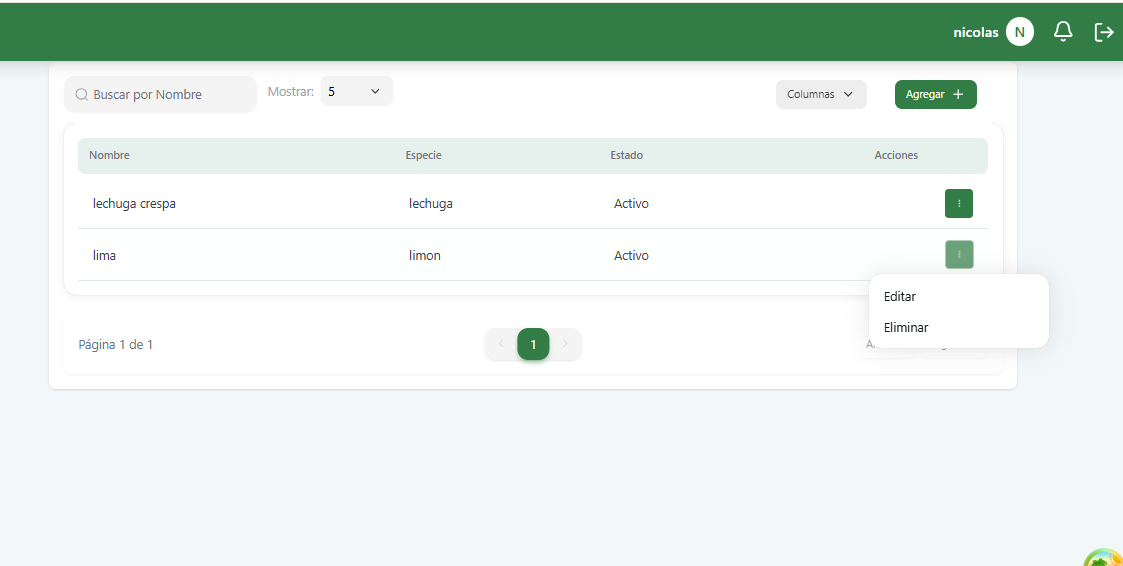 nicolas N
Buscar por Nombre Mostrar: 5 Columnas Agregar +
Nombre Especie Estado Acciones
lechuga crespa lechuga Activo
lima limon Activo
Editar
Eliminar
Página 1 de 1 < 1 >